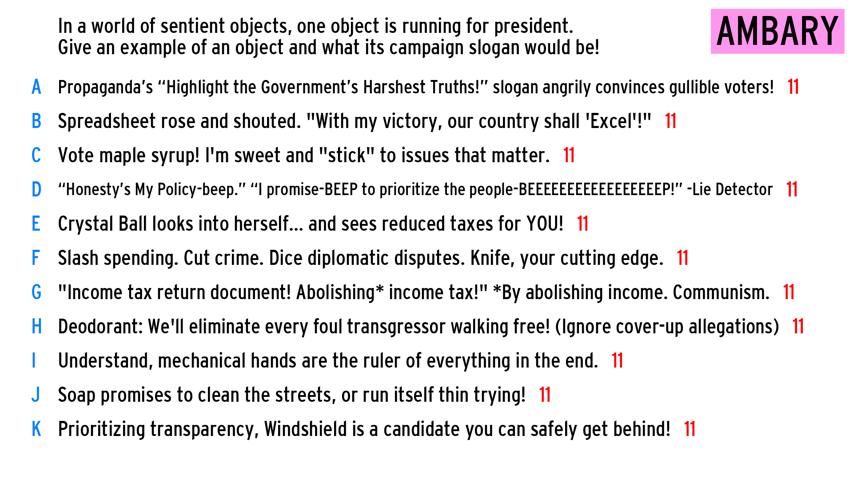 In a world of sentient objects, one object is running for president.
Give an example of an object and what its campaign slogan would be!
AMBARY
A Propaganda's “Highlight the Government's Harshest Truths!” slogan angrily convinces gullible voters! 11
B Spreadsheet rose and shouted. "With my victory, our country shall 'Excel'!" 11
C Vote maple syrup! I'm sweet and "stick" to issues that matter. 11
D “Honesty's My Policy-beep.” “I promise-BEEP to prioritize the people-BEEEEEEEEEEEEEEEEEP!” -Lie Detector 11
E Crystal Ball looks into herself... and sees reduced taxes for YOU! 11
F Slash spending. Cut crime. Dice diplomatic disputes. Knife, your cutting edge. 11
G "Income tax return document! Abolishing* income tax!" *By abolishing income. Communism. 11
H Deodorant: We'll eliminate every foul transgressor walking free! (Ignore cover-up allegations) 11
I Understand, mechanical hands are the ruler of everything in the end. 11
J Soap promises to clean the streets, or run itself thin trying! 11
K Prioritizing transparency, Windshield is a candidate you can safely get behind! 11